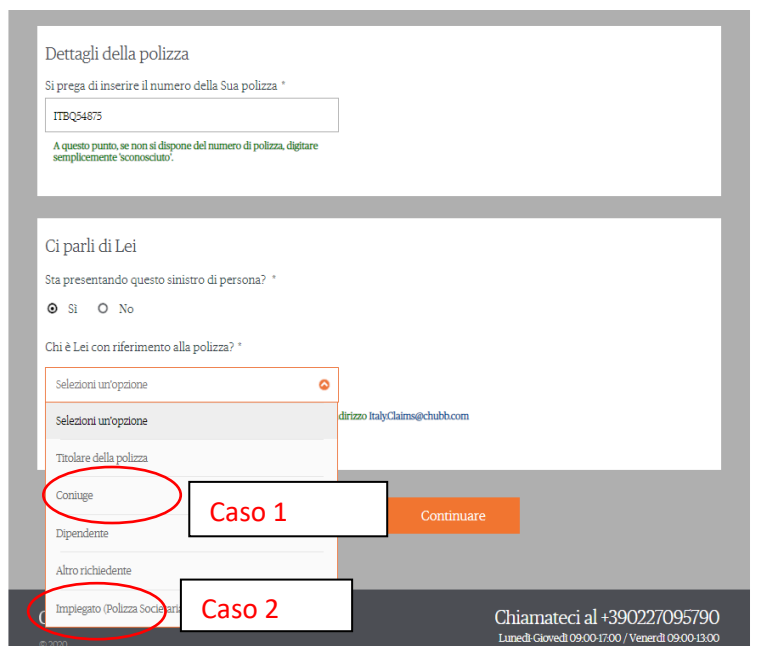 Dettagli della polizza
Si prega di inserire il numero della Sua polizza *
ITBQ54875
A questo punto, se non si dispone del numero di polizza, digitare
semplicemente 'sconosciuto'.
Ci parli di Lei
Sta presentando questo sinistro di persona? *
Sì No
Chi è Lei con riferimento alla polizza? *
Selezioni un'opzione
Selezioni un'opzione
dirizzo Italy.Claims@chubb.com
Titolare della polizza
Coniuge
Caso 1
Continuare
Dipendente
Altro richiedente
Impiegato (Polizza Societaria
Caso 2
Chiamateci al +390227095790
Lunedì-Giovedì 09:00-17:00 / Venerdì 09:00-13:00
© 2020